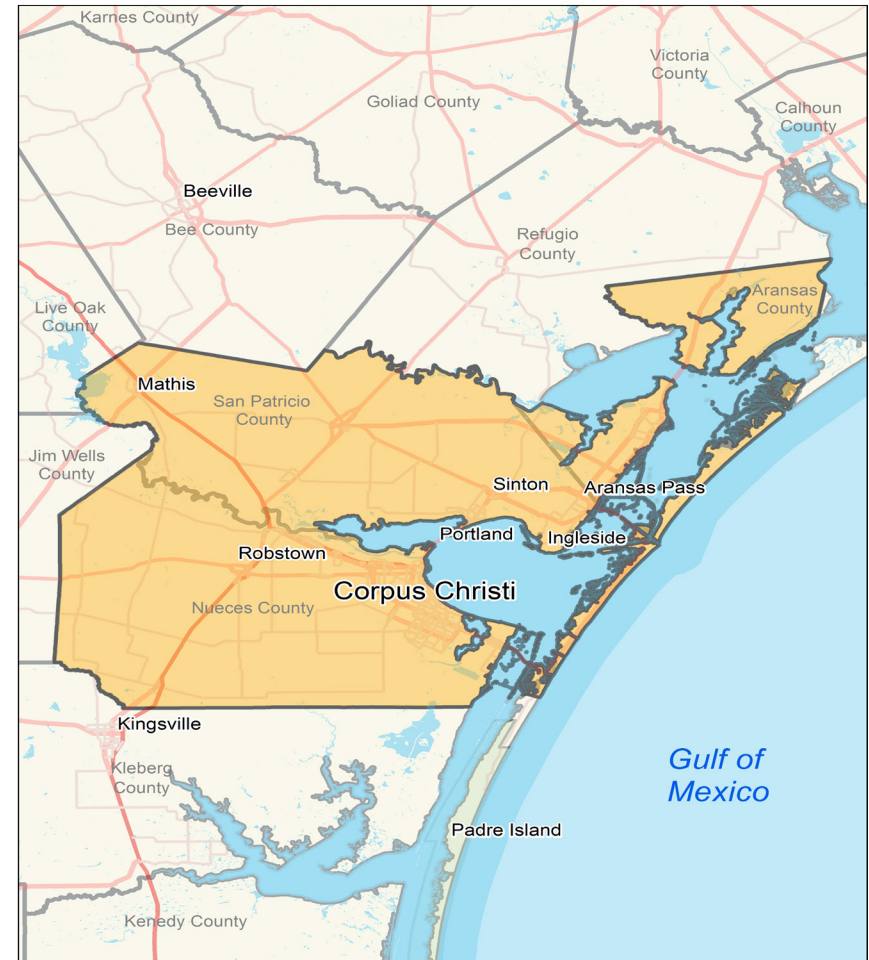 Karnes County
Victoria
County
Goliad County
Calhoun
County
Beeville
Bee County
Refugio
County
Aransas
County
Live Oak
County
Mathis
San Patricio
County
Jim Wells
County
Sinton
Aransas Pass
Portland
Ingleside
Robstown
Corpus Christi
Nueces County
Kingsville
Kleberg
County
Gulf of
Mexico
Padre Island
Kenedy County